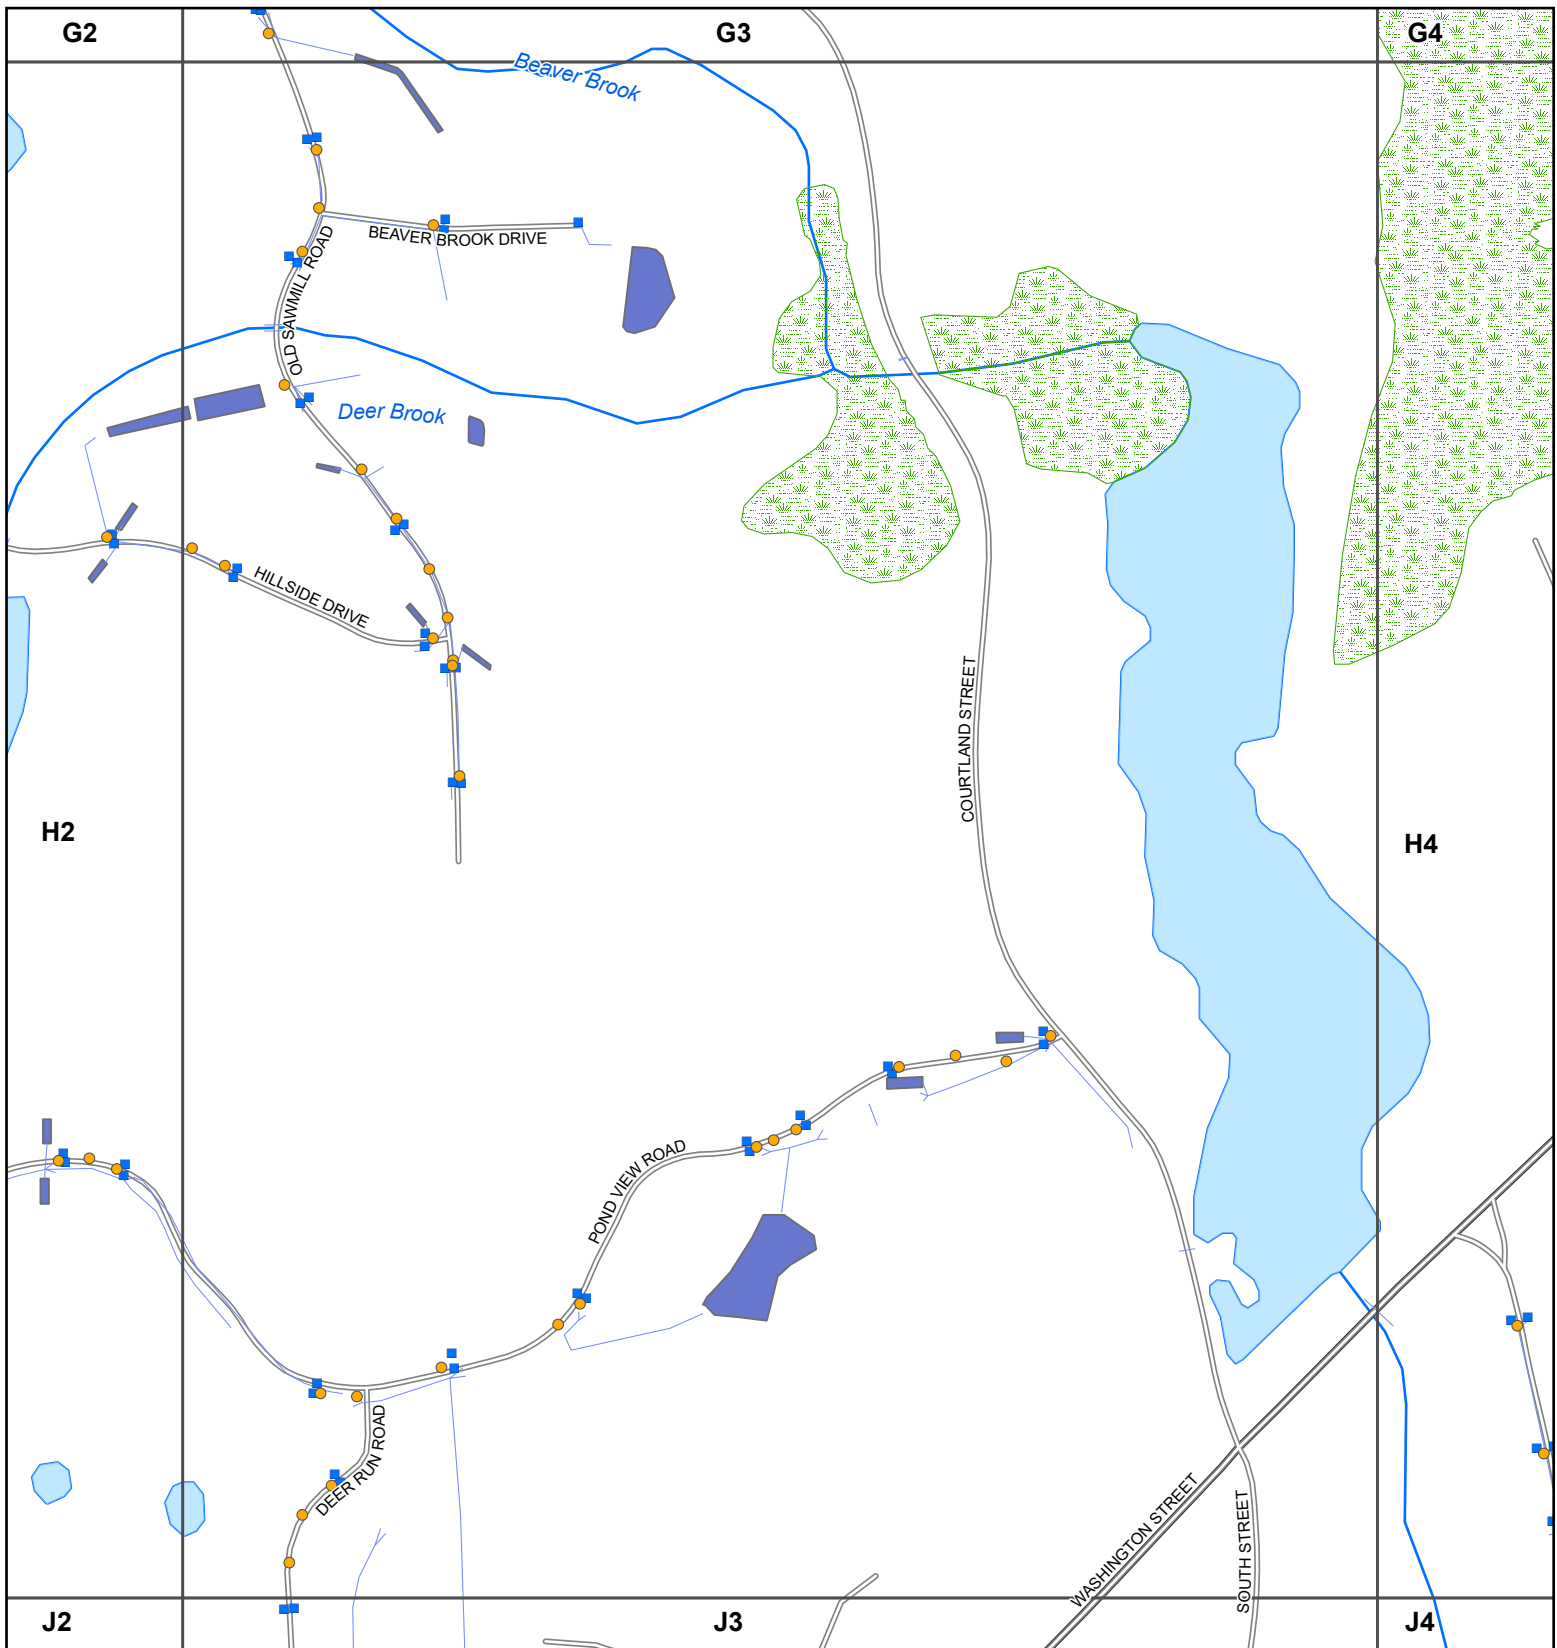 G2
G3
G4
Beaver Brook
BEAVER BROOK DRIVE
OLD SAWMILL ROAD
Deer Brook
HILLSIDE DRIVE
COURTLAND STREET
H2
H4
POND VIEW ROAD
DEER RUN ROAD
WASHINGTON STREET
SOUTH STREET
J2
J3
J4